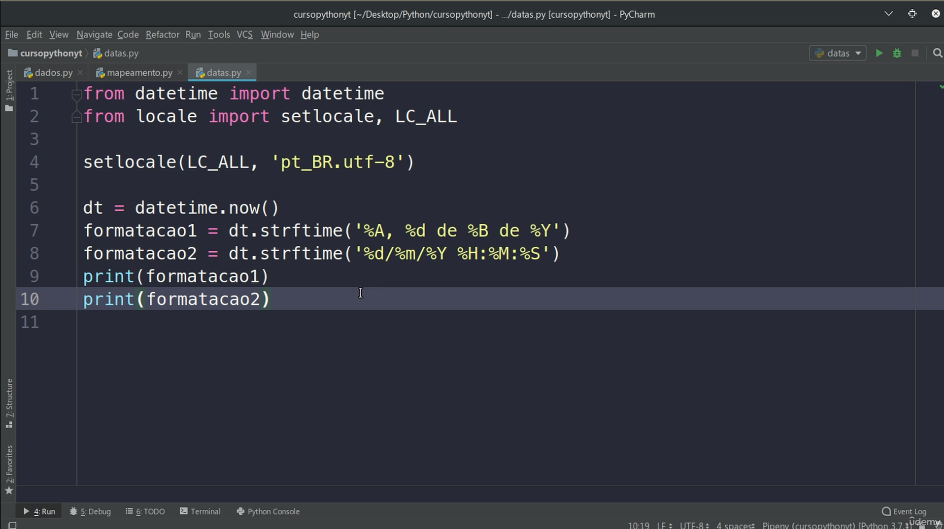 cursopythonyt [~/Desktop/Python/cursopythonyt] - .../datas.py [cursopythonyt] - PyCharm
File Edit View Navigate Code Refactor Run Tools VCS Window Help
cursopythonyt datas.py datas
dados.py mapeamento.py datas.py
1: Project
1 from datetime import datetime
2 from locale import setlocale, LC_ALL
3
4 setlocale(LC_ALL, 'pt_BR.utf-8')
5
6 dt = datetime.now()
7 formatacao1 = dt.strftime('%A, %d de %B de %Y')
8 formatacao2 = dt.strftime('%d/%m/%Y %H:%M:%S')
9 print(formatacao1)
10 print(formatacao2)
11
7: Structure
2: Favorites
4: Run 5: Debug 6: TODO Terminal Python Console Event Log
10:19 LF UTF-8 4 spaces Pipenv (cursopythonyt) [Python 3.7
udemy